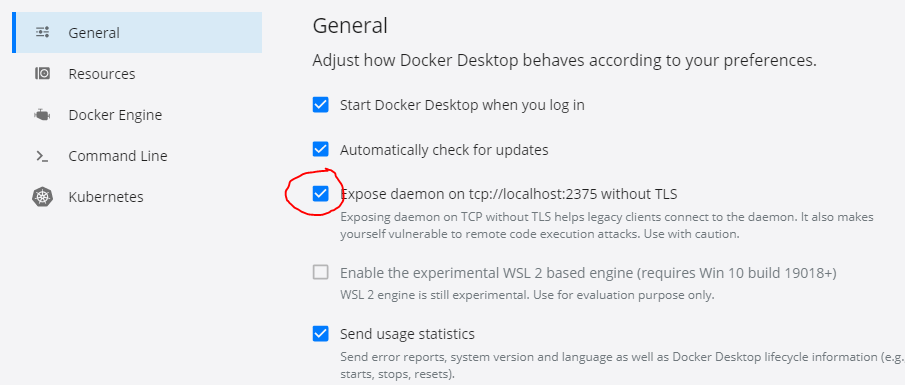 General
Resources
Docker Engine
Command Line
Kubernetes
General
Adjust how Docker Desktop behaves according to your preferences.
Start Docker Desktop when you log in
Automatically check for updates
Expose daemon on tcp://localhost:2375 without TLS
Exposing daemon on TCP without TLS helps legacy clients connect to the daemon. It also makes
yourself vulnerable to remote code execution attacks. Use with caution.
Enable the experimental WSL 2 based engine (requires Win 10 build 19018+)
WSL 2 engine is still experimental. Use for evaluation purpose only.
Send usage statistics
Send error reports, system version and language as well as Docker Desktop lifecycle information (e.g.,
starts, stops, resets).